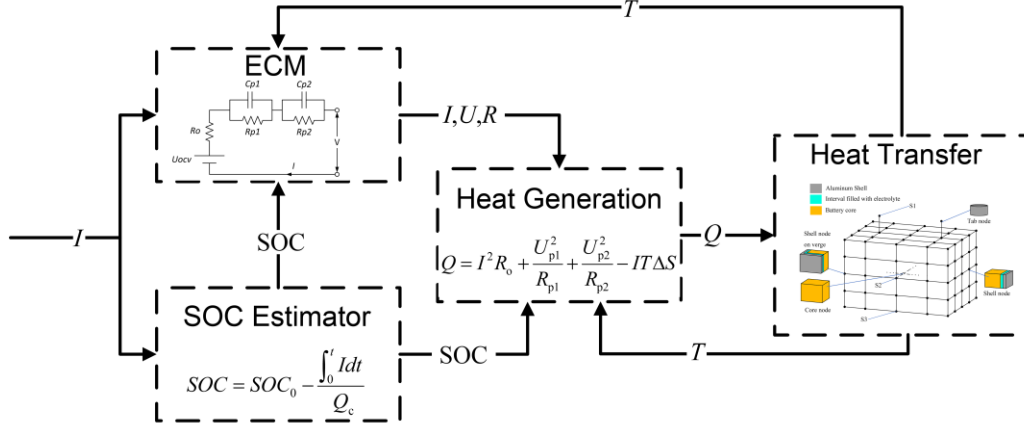 T
ECM
Cp1 Cp2
Ro Rp1 Rp2 V
Uocv
I
I,U,R
Heat Transfer
Aluminum Shell
Interval filled with electrolyte
Battery core
S1
Tab node
Shell node
on verge
S2
Shell node
Core node
S3
Heat Generation
Q = I²Rₒ + U²p1/Rp1 + U²p2/Rp2 − ITΔS
Q
I
SOC
SOC Estimator
SOC = SOC₀ − ∫₀ᵗ Idt/Qc
SOC
T